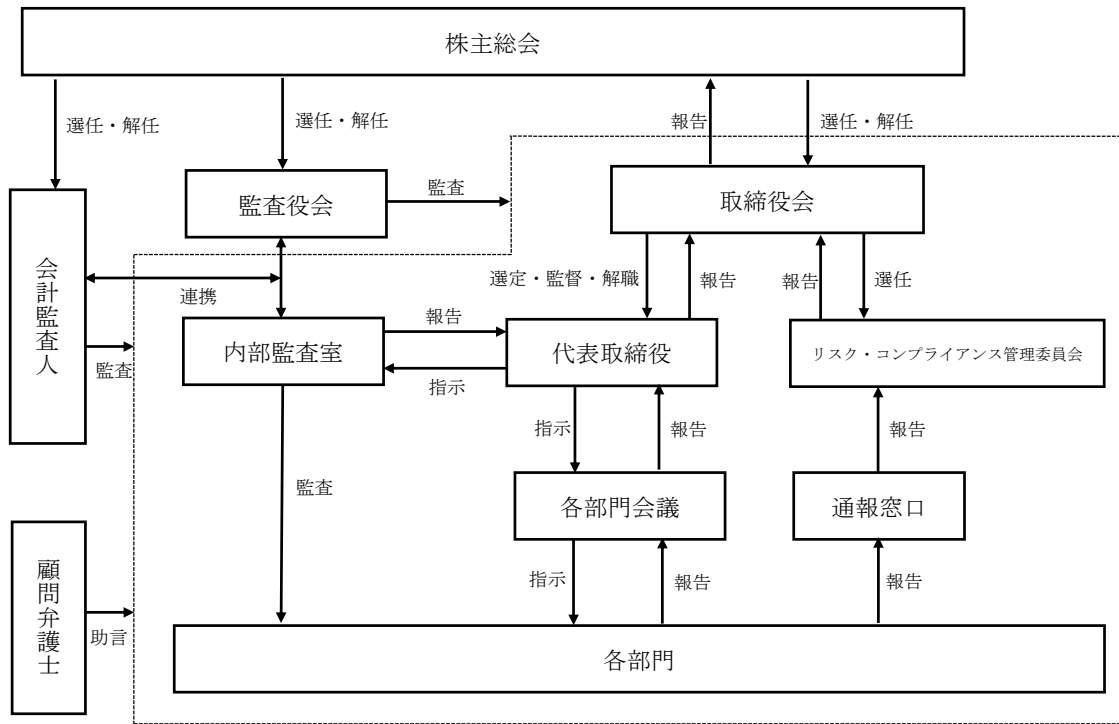 株主総会
選任・解任
選任・解任
報告
選任・解任
監査役会
監査
取締役会
会計監査人
連携
選定・監督・解職
報告
報告
選任
内部監査室
報告
代表取締役
リスク・コンプライアンス管理委員会
監査
指示
指示
報告
報告
監査
各部門会議
通報窓口
顧問弁護士
指示
報告
報告
助言
各部門